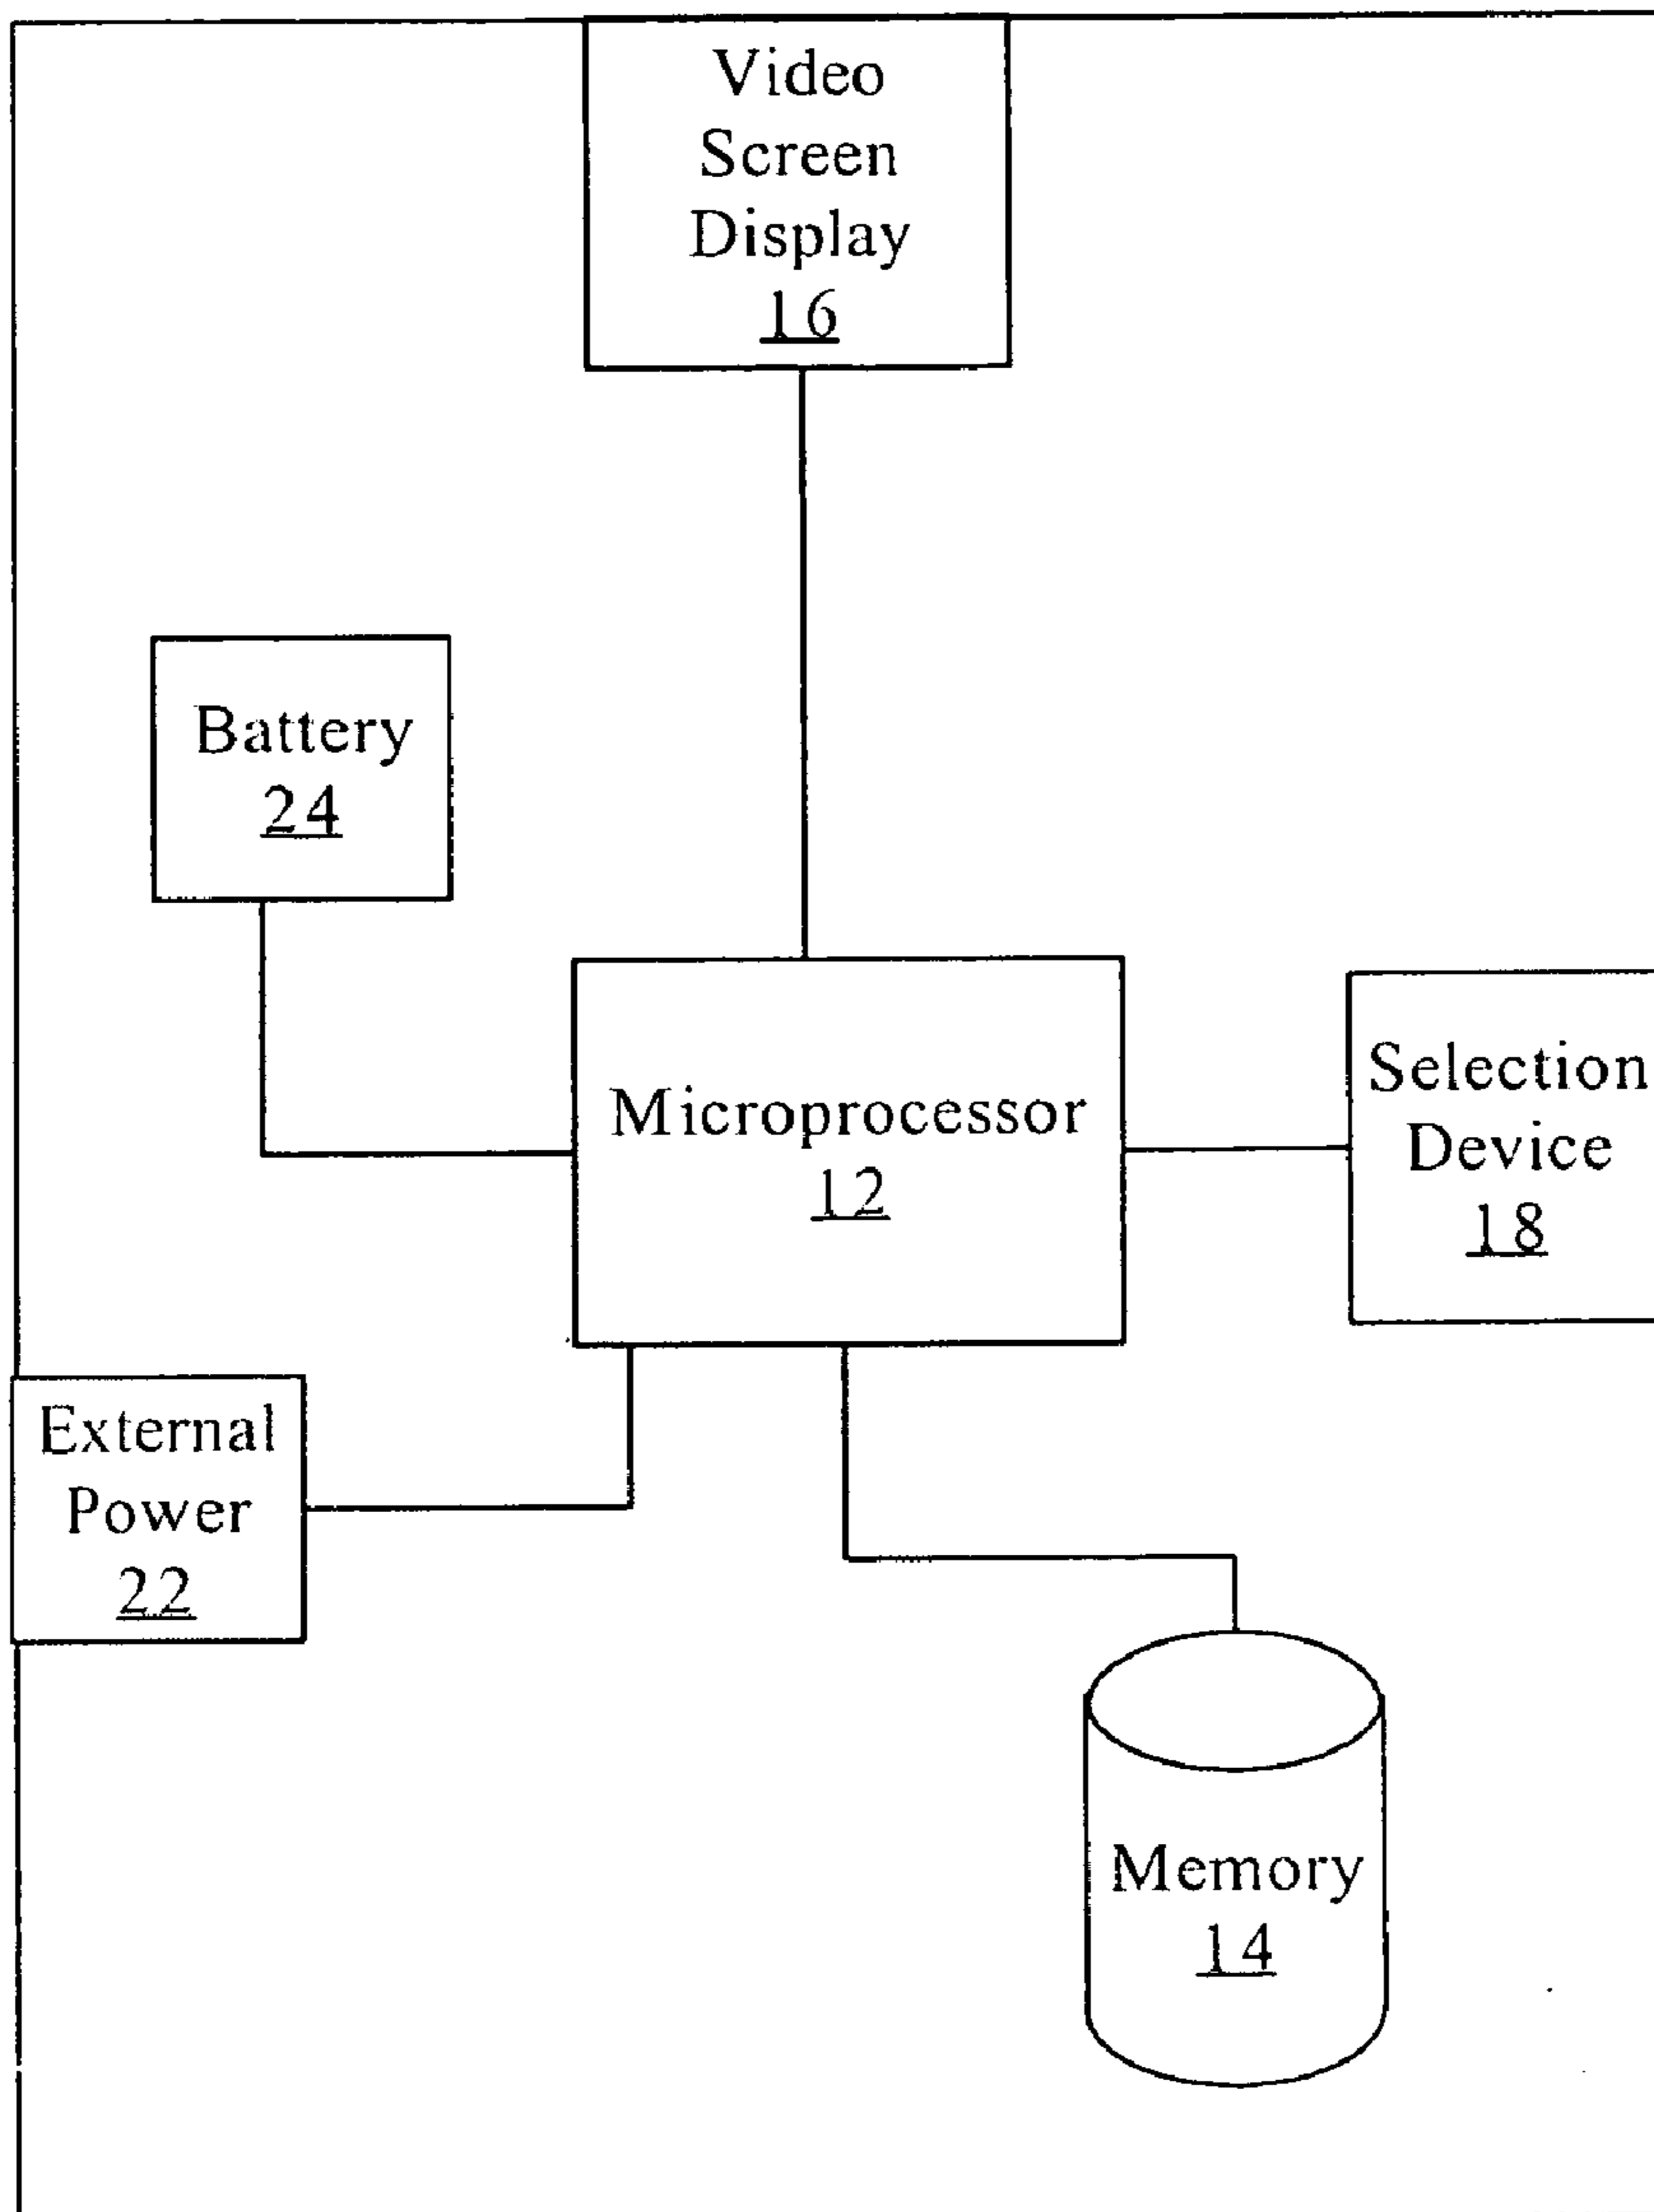 Video
Screen
Display
16
Battery
24
Microprocessor
12
Selection
Device
18
External
Power
22
Memory
14